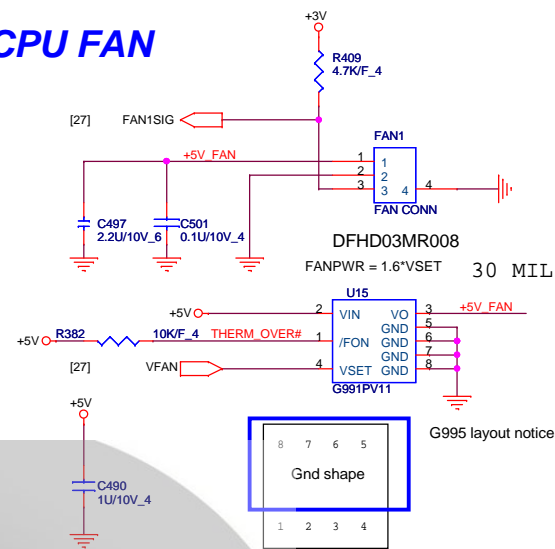 CPU FAN
+3V
R409
4.7K/F_4
[27] FAN1SIG
FAN1
+5V_FAN
1 1
2 2
3 3 4 4
FAN CONN
C497
2.2U/10V_6
C501
0.1U/10V_4
DFHD03MR008
FANPWR = 1.6*VSET
30 MIL
U15
+5V 2 VIN VO 3 +5V_FAN
GND 5
+5V R382 10K/F_4 THERM_OVER# 1 /FON GND 6
GND 7
[27] VFAN 4 VSET GND 8
G991PV11
+5V
C490
1U/10V_4
G995 layout notice
8 7 6 5
Gnd shape
1 2 3 4